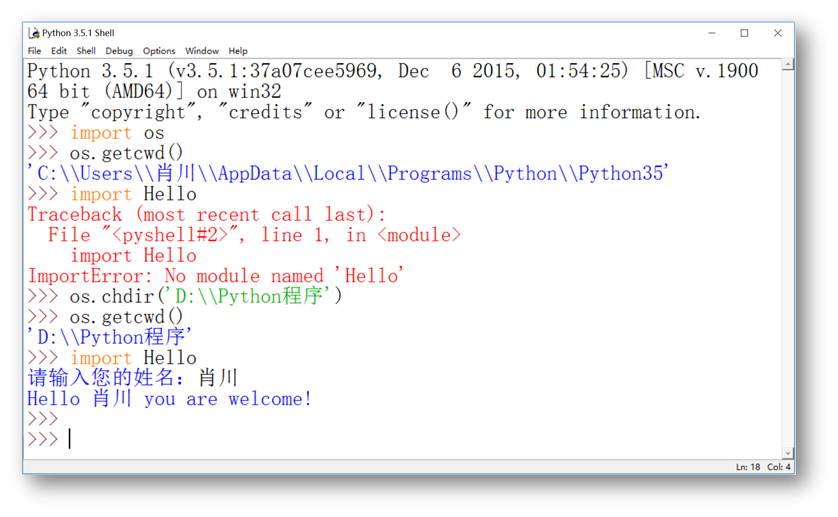 Python 3.5.1 Shell
File Edit Shell Debug Options Window Help
Python 3.5.1 (v3.5.1:37a07cee5969, Dec  6 2015, 01:54:25) [MSC v.1900
64 bit (AMD64)] on win32
Type "copyright", "credits" or "license()" for more information.
>>> import os
>>> os.getcwd()
'C:\\Users\\肖川\\AppData\\Local\\Programs\\Python\\Python35'
>>> import Hello
Traceback (most recent call last):
  File "<pyshell#2>", line 1, in <module>
    import Hello
ImportError: No module named 'Hello'
>>> os.chdir('D:\\Python程序')
>>> os.getcwd()
'D:\\Python程序'
>>> import Hello
请输入您的姓名：肖川
Hello 肖川 you are welcome!
>>>
>>>
Ln: 18 Col: 4